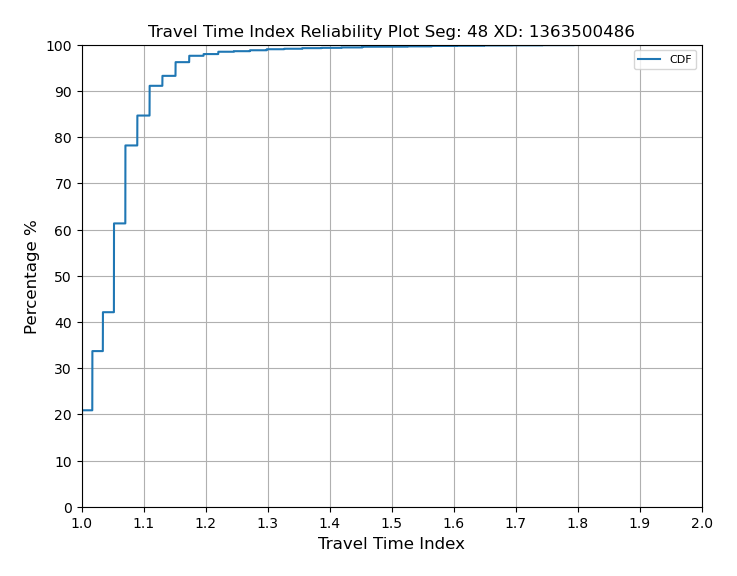 Travel Time Index Reliability Plot Seg: 48 XD: 1363500486
CDF
Percentage %
100
90
80
70
60
50
40
30
20
10
0
1.0 1.1 1.2 1.3 1.4 1.5 1.6 1.7 1.8 1.9 2.0
Travel Time Index